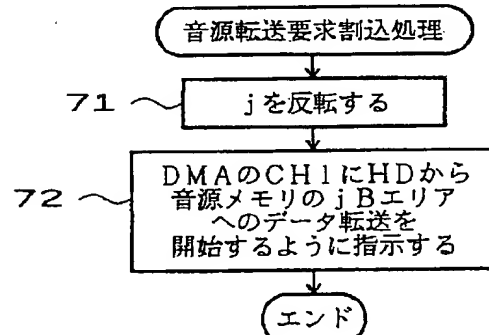 音源転送要求割込処理
71
jを反転する
72
DMAのCH1にHDから
音源メモリのjBエリア
へのデータ転送を
開始するように指示する
エンド